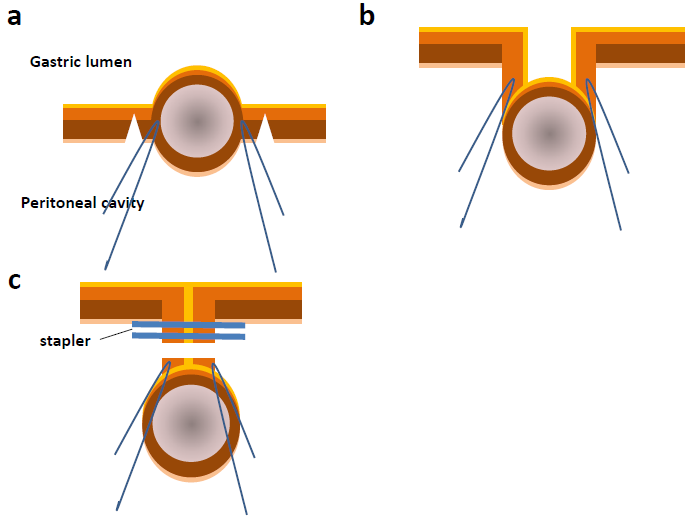 a
Gastric lumen
Peritoneal cavity
b
c
stapler